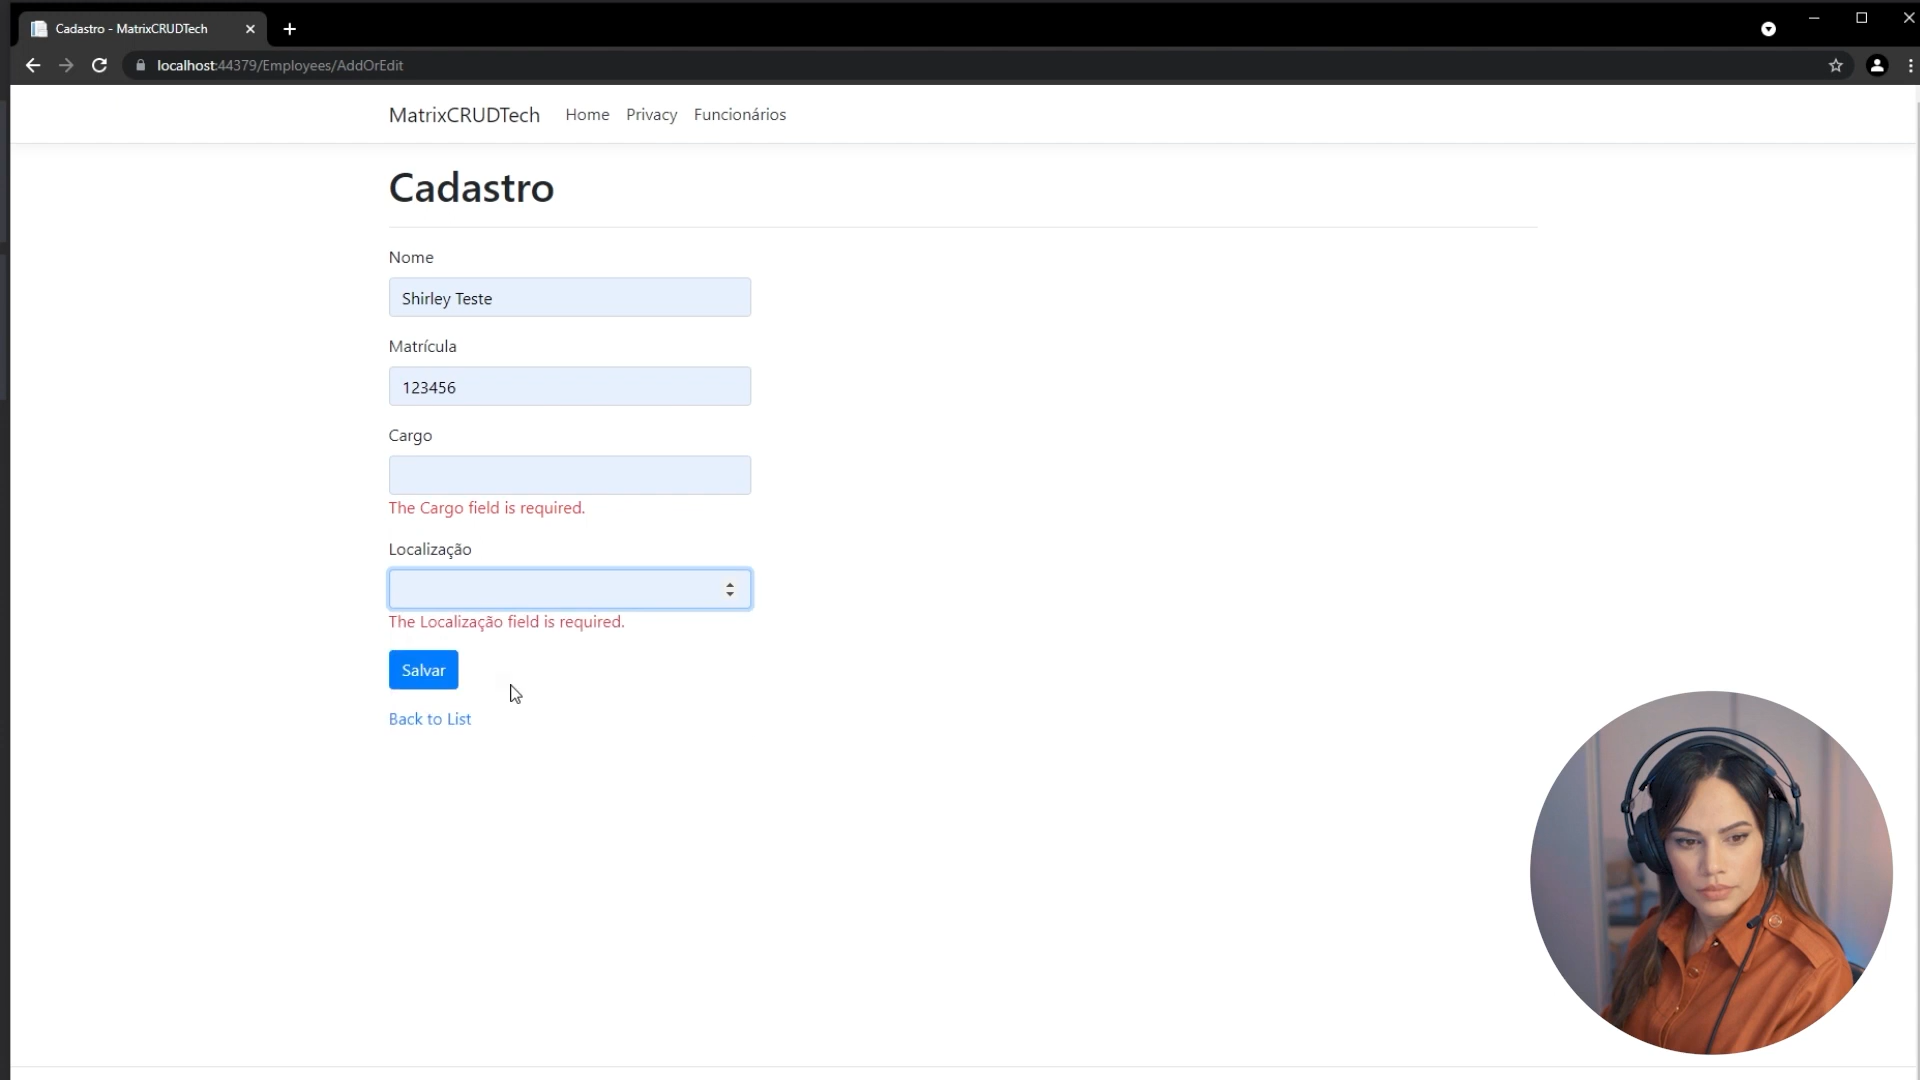 Cadastro - MatrixCRUDTech
localhost:44379/Employees/AddOrEdit
MatrixCRUDTech Home Privacy Funcionários
Cadastro
Nome
Shirley Teste
Matrícula
123456
Cargo
The Cargo field is required.
Localização
The Localização field is required.
Salvar
Back to List